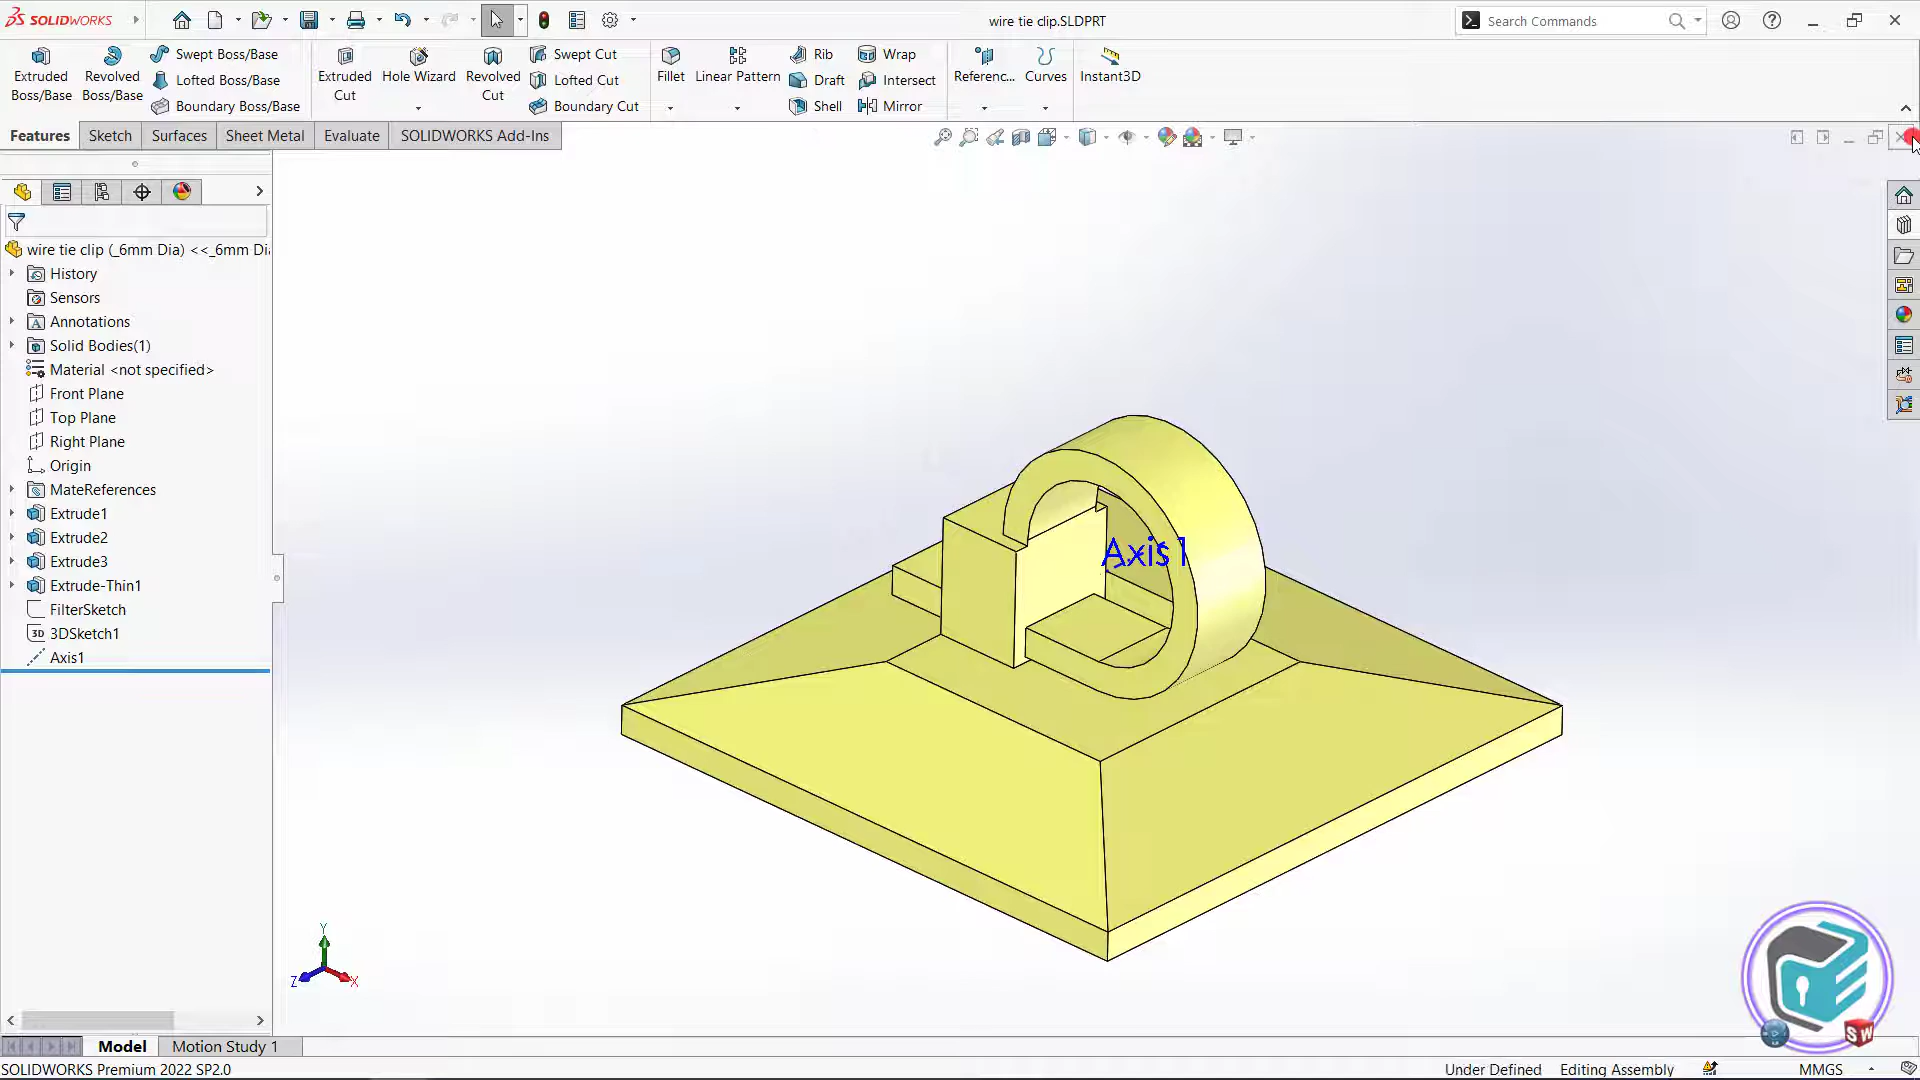 SOLIDWORKS
wire tie clip.SLDPRT
Search Commands
Extruded Boss/Base
Revolved Boss/Base
Swept Boss/Base
Lofted Boss/Base
Boundary Boss/Base
Extruded Cut
Hole Wizard
Revolved Cut
Swept Cut
Lofted Cut
Boundary Cut
Fillet
Linear Pattern
Rib
Draft
Shell
Wrap
Intersect
Mirror
Referenc...
Curves
Instant3D
Features
Sketch
Surfaces
Sheet Metal
Evaluate
SOLIDWORKS Add-Ins
wire tie clip (_6mm Dia) <<_6mm Di
History
Sensors
Annotations
Solid Bodies(1)
Material <not specified>
Front Plane
Top Plane
Right Plane
Origin
MateReferences
Extrude1
Extrude2
Extrude3
Extrude-Thin1
FilterSketch
3D 3DSketch1
Axis1
Axis1
Y
Z
X
SW
Model
Motion Study 1
SOLIDWORKS Premium 2022 SP2.0
Under Defined
Editing Assembly
MMGS